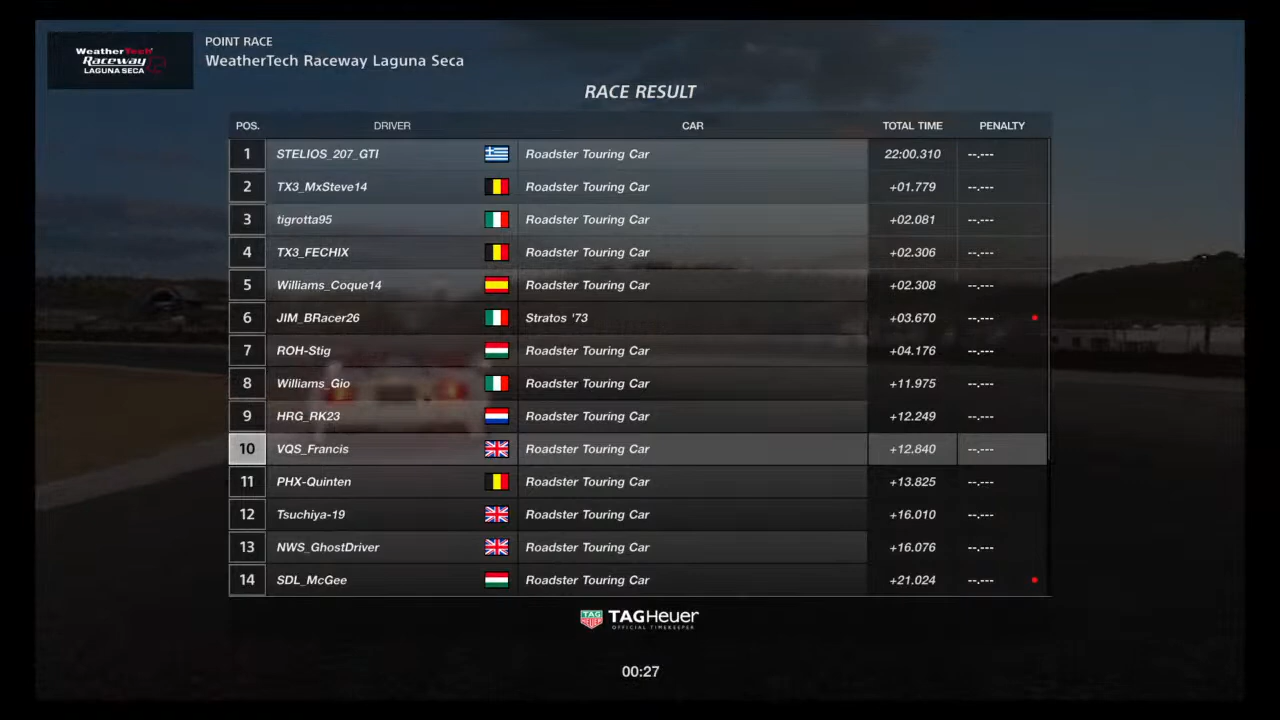 WeatherTech
Raceway
LAGUNA SECA
POINT RACE
WeatherTech Raceway Laguna Seca
RACE RESULT
POS. DRIVER CAR TOTAL TIME PENALTY
1 STELIOS_207_GTI Roadster Touring Car 22:00.310 --.---
2 TX3_MxSteve14 Roadster Touring Car +01.779 --.---
3 tigrotta95 Roadster Touring Car +02.081 --.---
4 TX3_FECHIX Roadster Touring Car +02.306 --.---
5 Williams_Coque14 Roadster Touring Car +02.308 --.---
6 JIM_BRacer26 Stratos '73 +03.670 --.---
7 ROH-Stig Roadster Touring Car +04.176 --.---
8 Williams_Gio Roadster Touring Car +11.975 --.---
9 HRG_RK23 Roadster Touring Car +12.249 --.---
10 VQS_Francis Roadster Touring Car +12.840 --.---
11 PHX-Quinten Roadster Touring Car +13.825 --.---
12 Tsuchiya-19 Roadster Touring Car +16.010 --.---
13 NWS_GhostDriver Roadster Touring Car +16.076 --.---
14 SDL_McGee Roadster Touring Car +21.024 --.---
TAG HEUER TAGHeuer
OFFICIAL TIMEKEEPER
00:27